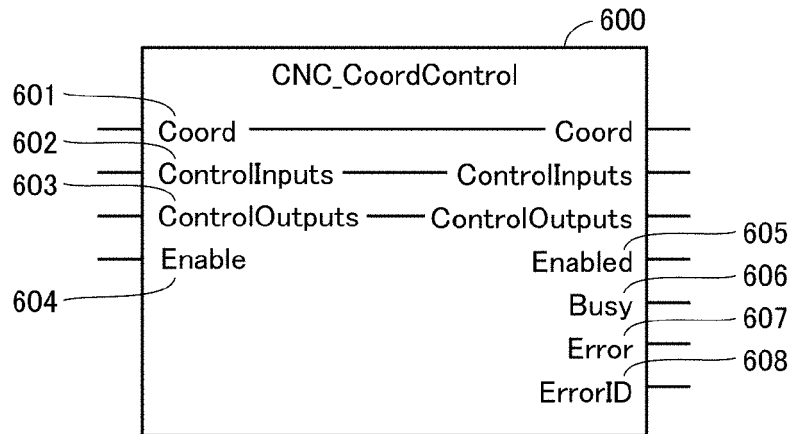 600
CNC_CoordControl
601
Coord Coord
602
ControlInputs ControlInputs
603
ControlOutputs ControlOutputs
605
Enable Enabled
604
606
Busy
607
Error
608
ErrorID